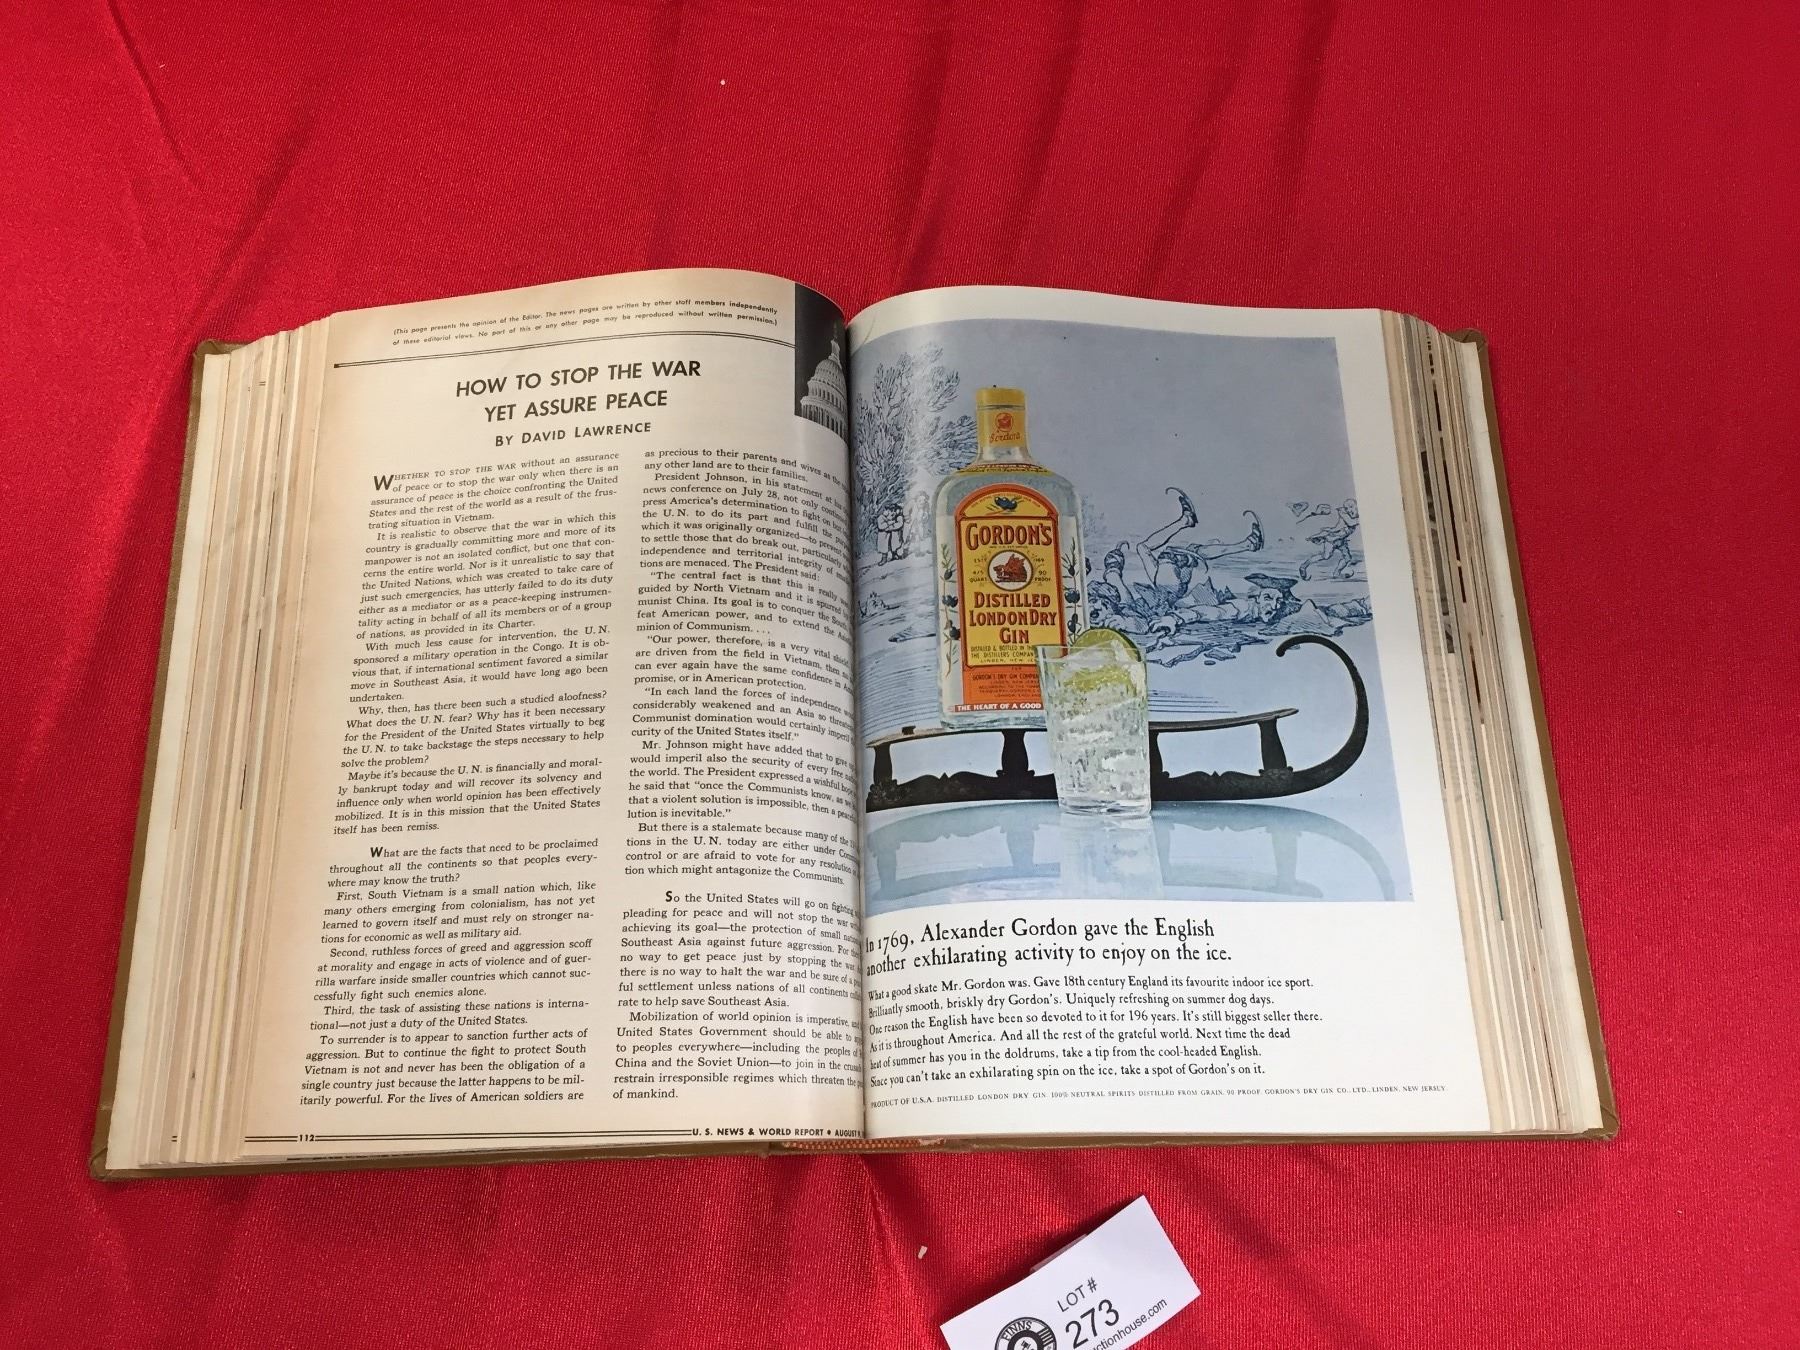 (This page presents the opinion of the Editor. The news pages are written by other staff members independently
of these editorial views. No part of this or any other page may be reproduced without written permission.)
HOW TO STOP THE WAR
YET ASSURE PEACE
BY DAVID LAWRENCE
WHETHER TO STOP THE WAR without an assurance
of peace or to stop the war only when there is an
assurance of peace is the choice confronting the United
States and the rest of the world as a result of the frus-
trating situation in Vietnam.
It is realistic to observe that the war in which this
country is gradually committing more and more of its
manpower is not an isolated conflict, but one that con-
cerns the entire world. Nor is it unrealistic to say that
the United Nations, which was created to take care of
just such emergencies, has utterly failed to do its duty
either as a mediator or as a peace-keeping instrumen-
tality acting in behalf of all its members or of a group
of nations, as provided in its Charter.
With much less cause for intervention, the U. N.
sponsored a military operation in the Congo. It is ob-
vious that, if international sentiment favored a similar
move in Southeast Asia, it would have long ago been
undertaken.
Why, then, has there been such a studied aloofness?
What does the U. N. fear? Why has it been necessary
for the President of the United States virtually to beg
the U. N. to take backstage the steps necessary to help
solve the problem?
Maybe it's because the U. N. is financially and moral-
ly bankrupt today and will recover its solvency and
influence only when world opinion has been effectively
mobilized. It is in this mission that the United States
itself has been remiss.
What are the facts that need to be proclaimed
throughout all the continents so that peoples every-
where may know the truth?
First, South Vietnam is a small nation which, like
many others emerging from colonialism, has not yet
learned to govern itself and must rely on stronger na-
tions for economic as well as military aid.
Second, ruthless forces of greed and aggression scoff
at morality and engage in acts of violence and of guer-
rilla warfare inside smaller countries which cannot suc-
cessfully fight such enemies alone.
Third, the task of assisting these nations is interna-
tional—not just a duty of the United States.
To surrender is to appear to sanction further acts of
aggression. But to continue the fight to protect South
Vietnam is not and never has been the obligation of a
single country just because the latter happens to be mil-
itarily powerful. For the lives of American soldiers are
as precious to their parents and wives as the
any other land are to their families.
President Johnson, in his statement at
news conference on July 28, not only
press America's determination to fight on but
the U. N. to do its part and fulfill the
which it was originally organized—to prevent
to settle those that do break out, particularly
independence and territorial integrity of
tions are menaced. The President said:
"The central fact is that this is really
guided by North Vietnam and it is spurred
munist China. Its goal is to conquer the South
feat American power, and to extend the
minion of Communism. . . .
"Our power, therefore, is a very vital shield
are driven from the field in Vietnam, then
can ever again have the same confidence in
promise, or in American protection.
"In each land the forces of independence
considerably weakened and an Asia so
Communist domination would certainly imperil
curity of the United States itself."
Mr. Johnson might have added that to give
would imperil also the security of every free
the world. The President expressed a wishful hope
he said that "once the Communists know, as
that a violent solution is impossible, then a
lution is inevitable."
But there is a stalemate because many of the
tions in the U. N. today are either under
control or are afraid to vote for any resolution
tion which might antagonize the Communists.
So the United States will go on fighting
pleading for peace and will not stop the war
achieving its goal—the protection of small
Southeast Asia against future aggression. For
no way to get peace just by stopping the war
there is no way to halt the war and be sure of a
ful settlement unless nations of all continents
rate to help save Southeast Asia.
Mobilization of world opinion is imperative,
United States Government should be able to
to peoples everywhere—including the peoples of
China and the Soviet Union—to join in the
restrain irresponsible regimes which threaten the
of mankind.
112
U. S. NEWS & WORLD REPORT • AUGUST
Gordon's
GORDON'S
ESTD 1769
4/5 QUART 90 PROOF
DISTILLED
LONDON DRY
GIN
DISTILLED & BOTTLED IN THE
THE DISTILLERS COMPANY
LINDEN, NEW
GORDON'S DRY GIN COMPANY
THE HEART OF A GOOD
In 1769, Alexander Gordon gave the English
another exhilarating activity to enjoy on the ice.
What a good skate Mr. Gordon was. Gave 18th century England its favourite indoor ice sport.
Brilliantly smooth, briskly dry Gordon's. Uniquely refreshing on summer dog days.
One reason the English have been so devoted to it for 196 years. It's still biggest seller there.
As it is throughout America. And all the rest of the grateful world. Next time the dead
heat of summer has you in the doldrums, take a tip from the cool-headed English.
Since you can't take an exhilarating spin on the ice, take a spot of Gordon's on it.
PRODUCT OF U.S.A. DISTILLED LONDON DRY GIN. 100% NEUTRAL SPIRITS DISTILLED FROM GRAIN. 90 PROOF. GORDON'S DRY GIN CO., LTD., LINDEN, NEW JERSEY
LOT #
273
FINNS
ctionhouse.com